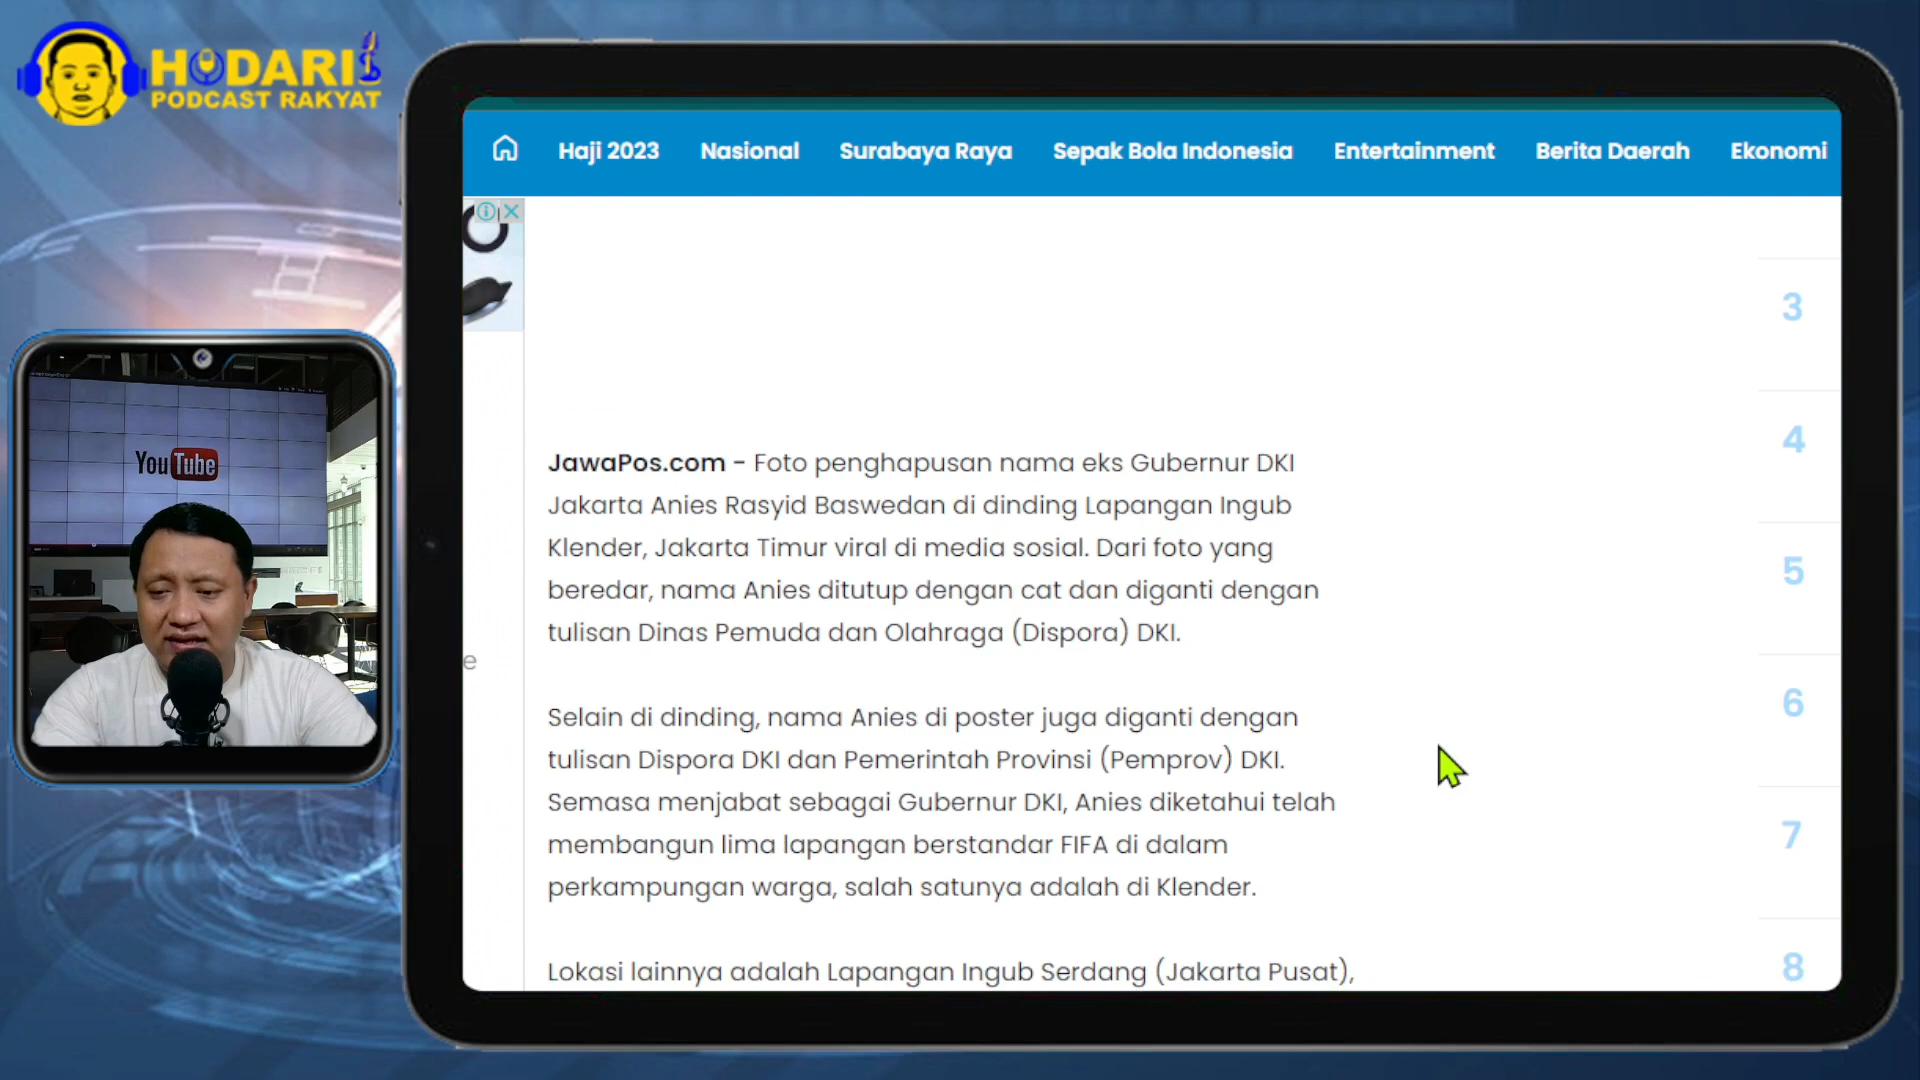 HODARI
PODCAST RAKYAT
Haji 2023 Nasional Surabaya Raya Sepak Bola Indonesia Entertainment Berita Daerah Ekonomi
3
4
YouTube
JawaPos.com - Foto penghapusan nama eks Gubernur DKI
Jakarta Anies Rasyid Baswedan di dinding Lapangan Ingub
Klender, Jakarta Timur viral di media sosial. Dari foto yang
beredar, nama Anies ditutup dengan cat dan diganti dengan
tulisan Dinas Pemuda dan Olahraga (Dispora) DKI.
5
e
Selain di dinding, nama Anies di poster juga diganti dengan
tulisan Dispora DKI dan Pemerintah Provinsi (Pemprov) DKI.
Semasa menjabat sebagai Gubernur DKI, Anies diketahui telah
membangun lima lapangan berstandar FIFA di dalam
perkampungan warga, salah satunya adalah di Klender.
6
7
Lokasi lainnya adalah Lapangan Ingub Serdang (Jakarta Pusat),
8